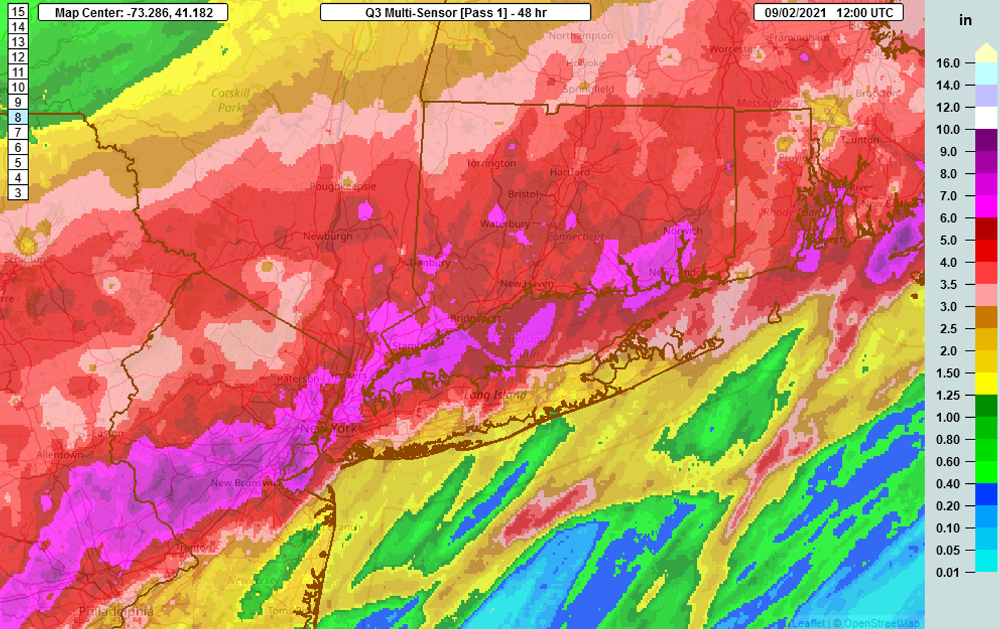 Map Center: -73.286, 41.182
Q3 Multi-Sensor [Pass 1] - 48 hr
09/02/2021 12:00 UTC
in
15
14
13
12
11
10
9
8
7
6
5
4
3
16.0
14.0
12.0
10.0
9.0
8.0
7.0
6.0
5.0
4.0
3.5
3.0
2.5
2.0
1.50
1.25
1.00
0.80
0.60
0.40
0.20
0.10
0.05
0.01
Northampton
Framingham
Worcester
Holyoke
Springfield
Catskill
Park
Brockton
Massachusetts
Taunton
Providence
Torrington
Hartford
Poughkeepsie
Bristol
River
Rhode Island
Waterbury
Norwich
Newburgh
Connecticut
Scranton
Danbury
New London
New Haven
Bridgeport
Long Island
Sound
Yonkers
Paterson
Long Island
New York
Easton
Allentown
New Brunswick
Long Branch
Trenton
New Jersey
Philadelphia
Leaflet | © OpenStreetMap